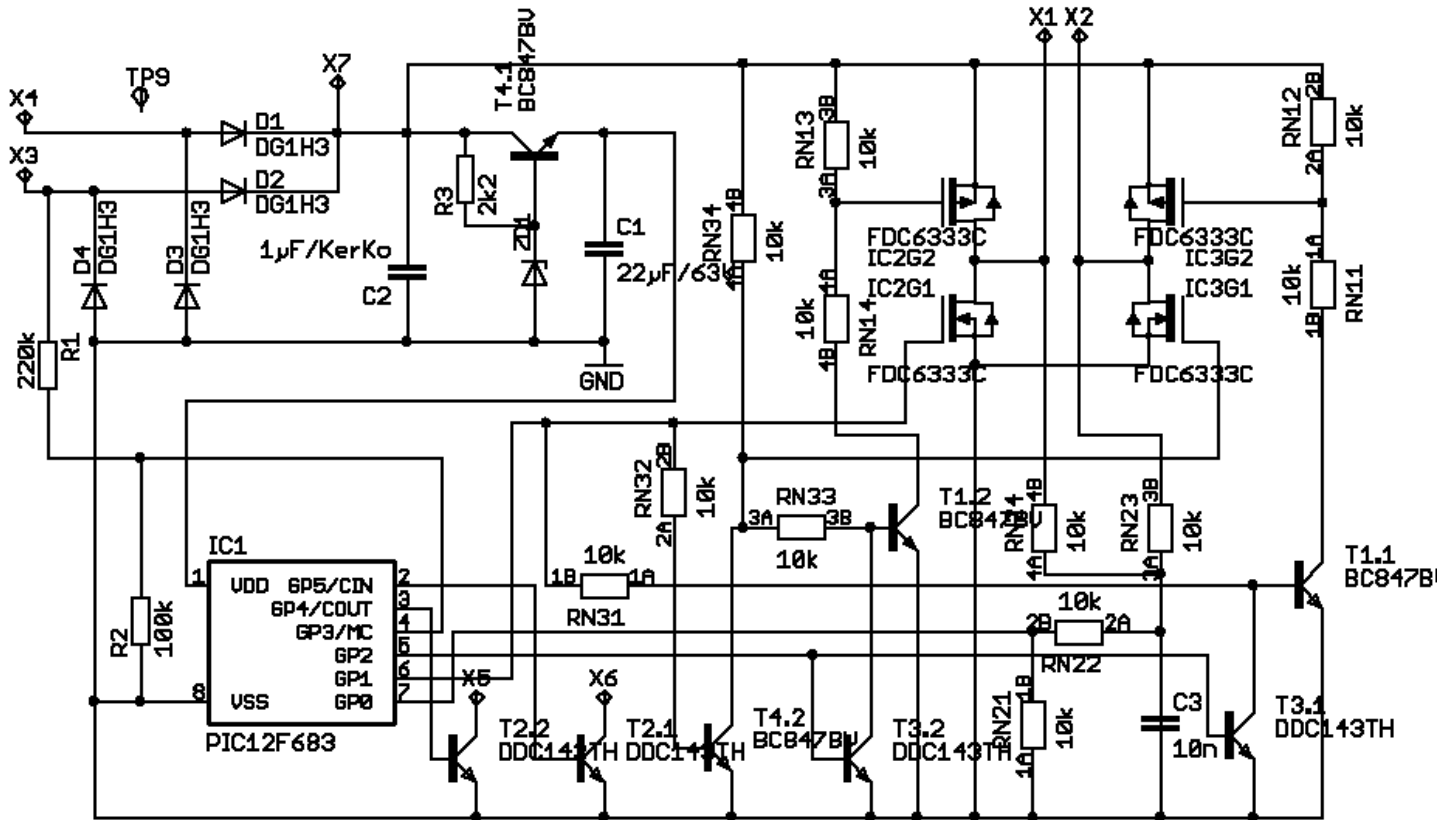 X1
X2
X7
TP9
X4
X3
T4.1
BC847BV
D1
DG1H3
D2
DG1H3
D4
DG1H3
D3
DG1H3
R3
2k2
ZD1
C1
22µF/63V
1µF/KerKo
C2
GND
R1
220k
R2
100k
RN34
10k
4B
4A
RN13
10k
3B
3A
RN14
10k
4A
4B
FDC6333C
IC2G2
IC2G1
FDC6333C
FDC6333C
IC3G2
IC3G1
FDC6333C
RN12
10k
2B
2A
RN11
10k
1A
1B
RN32
10k
2B
2A
RN33
3A
3B
10k
T1.2
BC847BV
RN24
10k
4B
4A
RN23
10k
3B
3A
T1.1
BC847BV
10k
1B
1A
RN31
10k
2B
2A
RN22
RN21
10k
1B
1A
C3
10n
T3.1
DDC143TH
IC1
1
VDD
GP5/CIN
2
GP4/COUT
3
GP3/MC
4
GP2
5
GP1
6
8
VSS
GP0
7
PIC12F683
X5
X6
T2.2
DDC143TH
T2.1
DDC143TH
T4.2
BC847BV
T3.2
DDC143TH